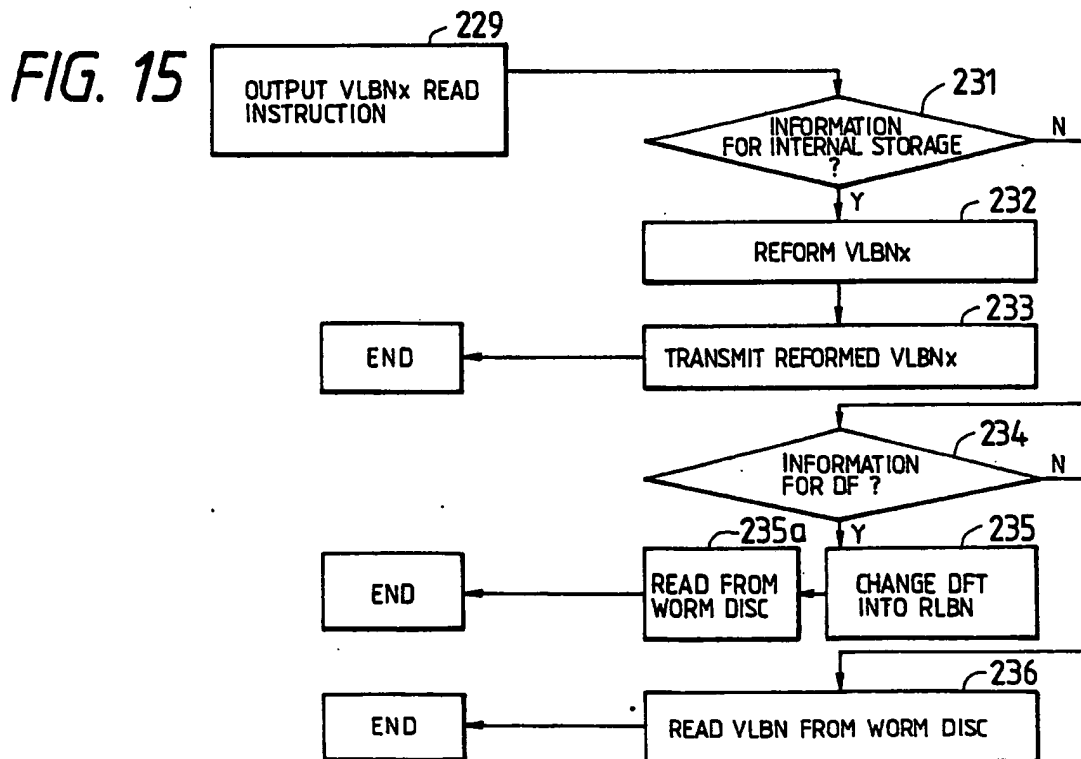 FIG. 15
229
OUTPUT VLBNx READ
INSTRUCTION
231
INFORMATION
FOR INTERNAL STORAGE
?
N
Y
232
REFORM VLBNx
233
TRANSMIT REFORMED VLBNx
END
234
INFORMATION
FOR DF ?
N
Y
235a
235
READ FROM
WORM DISC
CHANGE DFT
INTO RLBN
END
236
READ VLBN FROM WORM DISC
END